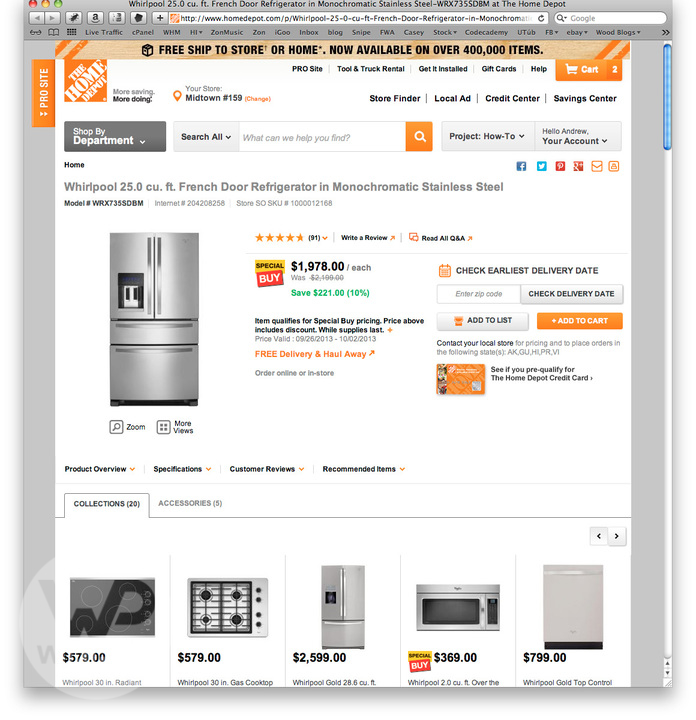 Whirlpool 25.0 cu. ft. French Door Refrigerator in Monochromatic Stainless Steel-WRX735SDBM at The Home Depot
http://www.homedepot.com/p/Whirlpool-25-0-cu-ft-French-Door-Refrigerator-in-Monochromati
Google
Live Traffic cPanel WHM HI ZonMusic Zon iGoo Inbox blog Snipe FWA Casey Stock Codecademy UTüb FB ebay Wood Blogs
FREE SHIP TO STORE† OR HOME*. NOW AVAILABLE ON OVER 400,000 ITEMS.
PRO SITE
THE HOME DEPOT
More saving.
More doing.
Your Store:
Midtown #159 (Change)
PRO Site | Tool & Truck Rental | Get It Installed | Gift Cards | Help
Cart 2
Store Finder | Local Ad | Credit Center | Savings Center
Shop By
Department
Search All
What can we help you find?
Project: How-To
Hello Andrew,
Your Account
Home
Whirlpool 25.0 cu. ft. French Door Refrigerator in Monochromatic Stainless Steel
Model # WRX735SDBM | Internet # 204208258 | Store SO SKU # 1000012168
(91) | Write a Review | Read All Q&A
SPECIAL BUY
$1,978.00 / each
Was $2,199.00
Save $221.00 (10%)
Item qualifies for Special Buy pricing. Price above
includes discount. While supplies last. +
Price Valid : 09/26/2013 - 10/02/2013
FREE Delivery & Haul Away
Order online or in-store
CHECK EARLIEST DELIVERY DATE
Enter zip code
CHECK DELIVERY DATE
ADD TO LIST
+ ADD TO CART
Contact your local store for pricing and to place orders in
the following state(s): AK,GU,HI,PR,VI
See if you pre-qualify for
The Home Depot Credit Card ›
Zoom
More
Views
Product Overview
Specifications
Customer Reviews
Recommended Items
COLLECTIONS (20)
ACCESSORIES (5)
$579.00
$579.00
$2,599.00
SPECIAL BUY
$369.00
$799.00
Whirlpool 30 in. Radiant
Whirlpool 30 in. Gas Cooktop
Whirlpool Gold 28.6 cu. ft.
Whirlpool 2.0 cu. ft. Over the
Whirlpool Gold Top Control